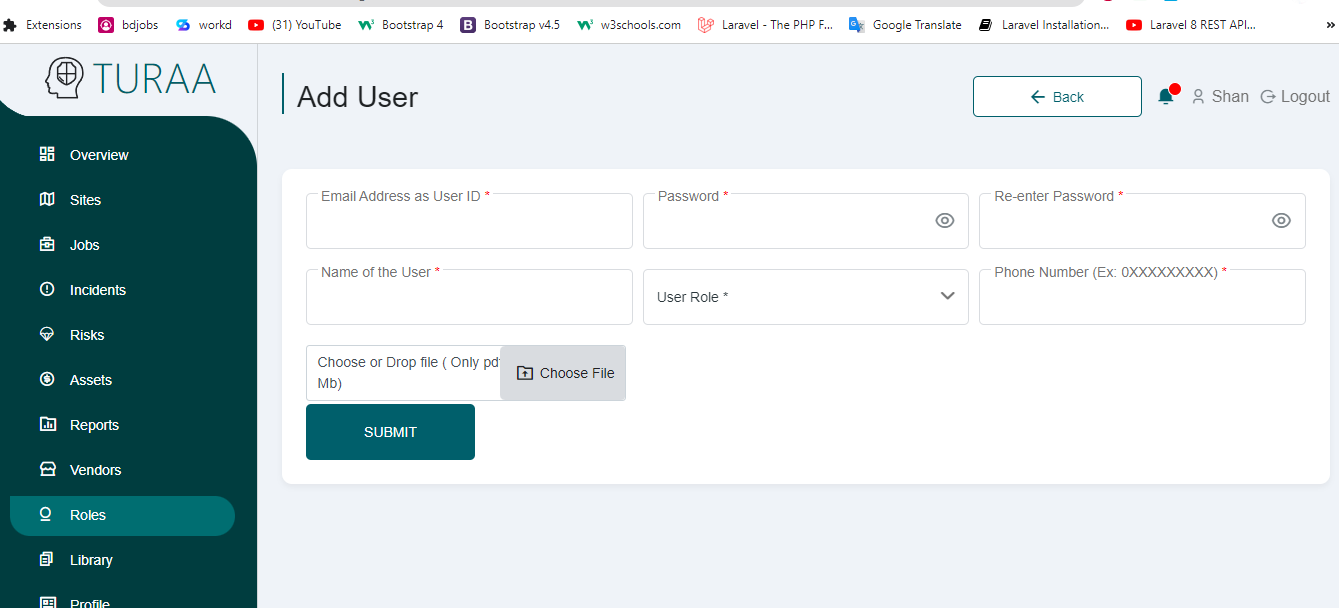 Extensions
bdjobs
workd
(31) YouTube
Bootstrap 4
Bootstrap v4.5
w3schools.com
Laravel - The PHP F...
Google Translate
Laravel Installation...
Laravel 8 REST API...
»
TURAA
Add User
Back
Shan
Logout
Overview
Sites
Jobs
Incidents
Risks
Assets
Reports
Vendors
Roles
Library
Profile
Email Address as User ID *
Password *
Re-enter Password *
Name of the User *
User Role *
Phone Number (Ex: 0XXXXXXXXX) *
Choose or Drop file ( Only pd
Mb)
Choose File
SUBMIT